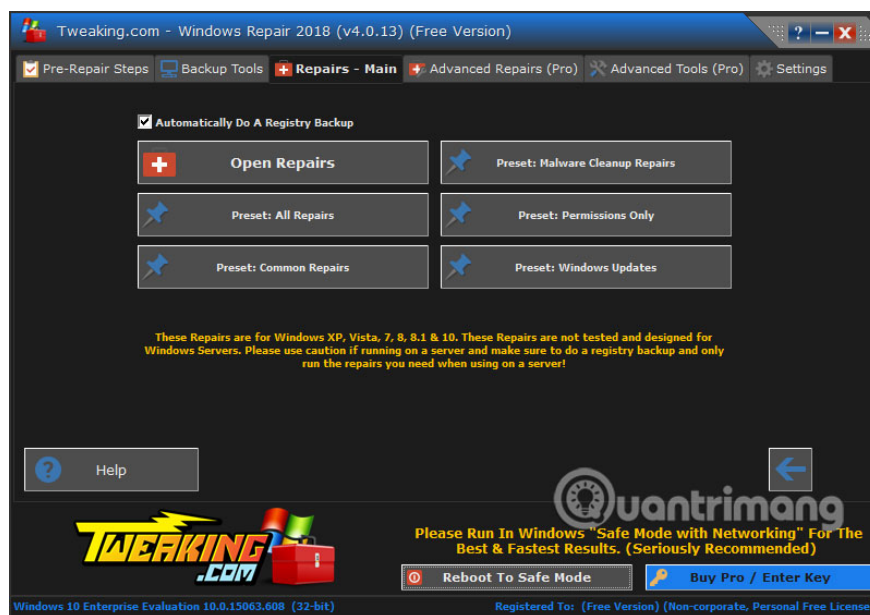 Tweaking.com - Windows Repair 2018 (v4.0.13) (Free Version)
?
Pre-Repair Steps Backup Tools Repairs - Main Advanced Repairs (Pro) Advanced Tools (Pro) Settings
Automatically Do A Registry Backup
Open Repairs Preset: Malware Cleanup Repairs
Preset: All Repairs Preset: Permissions Only
Preset: Common Repairs Preset: Windows Updates
These Repairs are for Windows XP, Vista, 7, 8, 8.1 & 10. These Repairs are not tested and designed for
Windows Servers. Please use caution if running on a server and make sure to do a registry backup and only
run the repairs you need when using on a server!
? Help
Quantrimang
TWEAKING
.COM
Please Run In Windows "Safe Mode with Networking" For The
Best & Fastest Results. (Seriously Recommended)
Reboot To Safe Mode Buy Pro / Enter Key
Windows 10 Enterprise Evaluation 10.0.15063.608 (32-bit) Registered To: (Free Version) (Non-corporate, Personal Free License